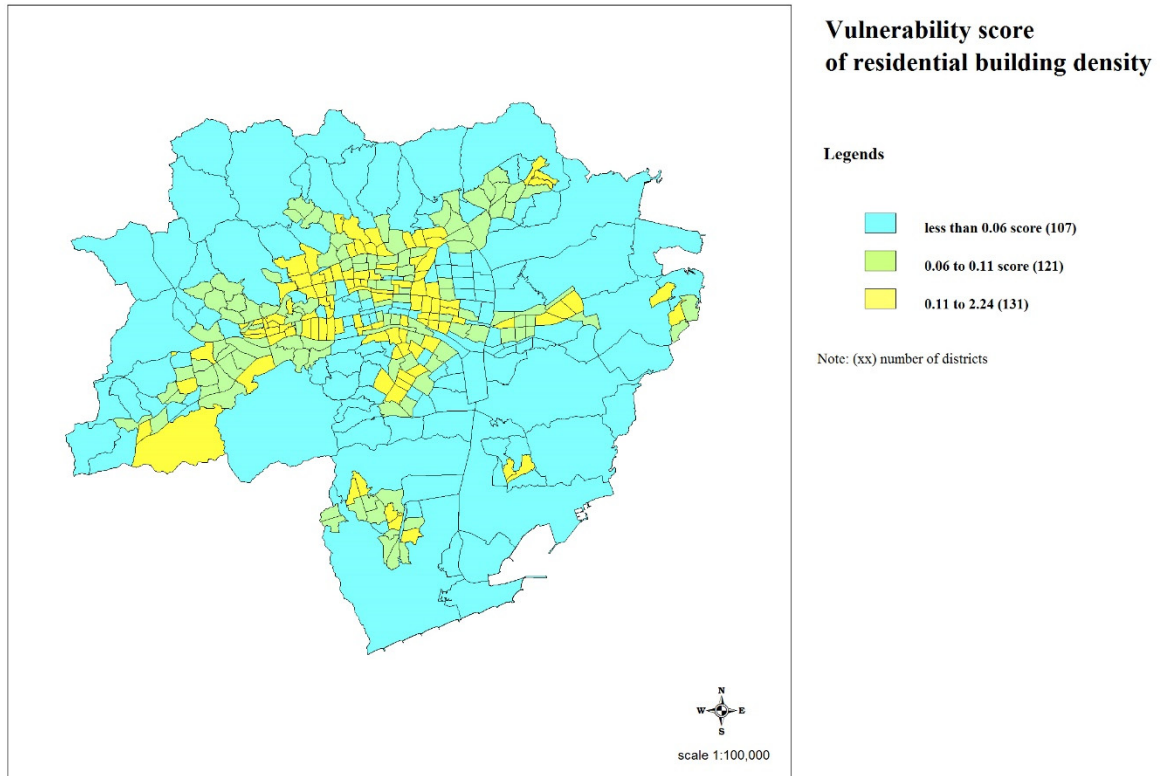 Vulnerability score
of residential building density
Legends
less than 0.06 score (107)
0.06 to 0.11 score (121)
0.11 to 2.24 (131)
Note: (xx) number of districts
N
W E
S
scale 1:100,000